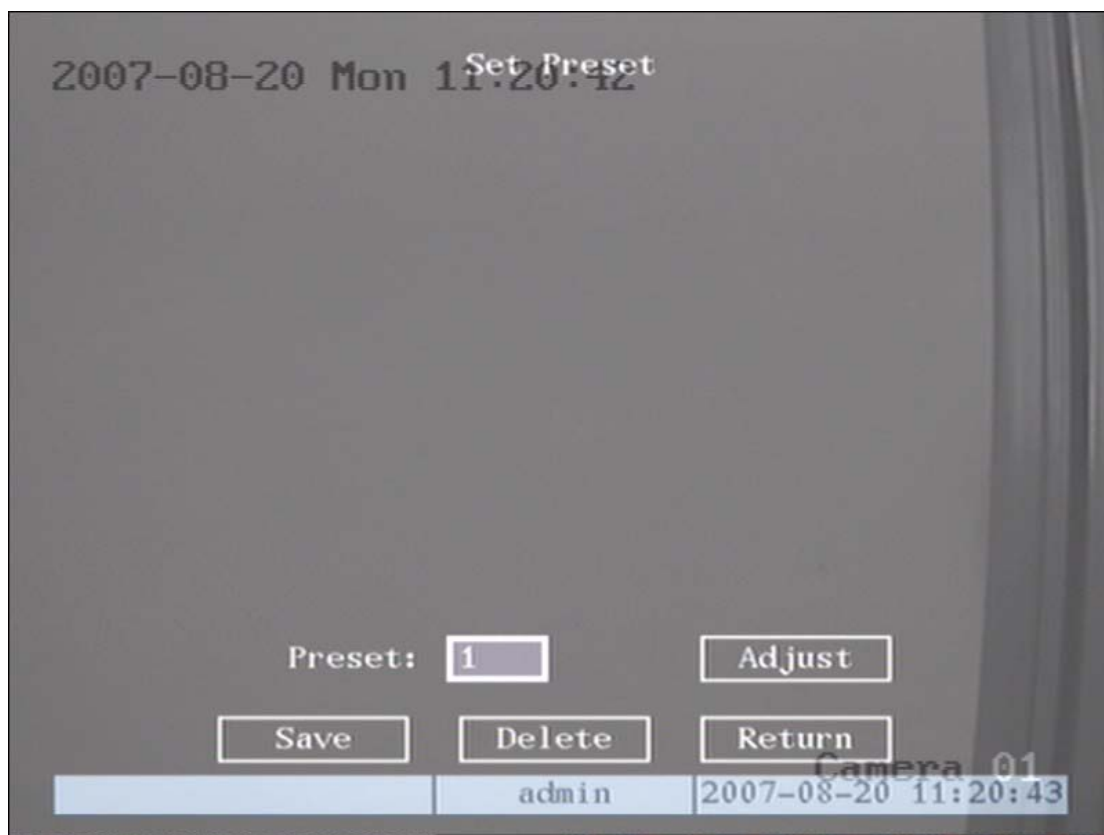 Set Preset
2007-08-20 Mon 11:20:42
Preset: 1 Adjust
Save Delete Return
Camera 01
admin 2007-08-20 11:20:43